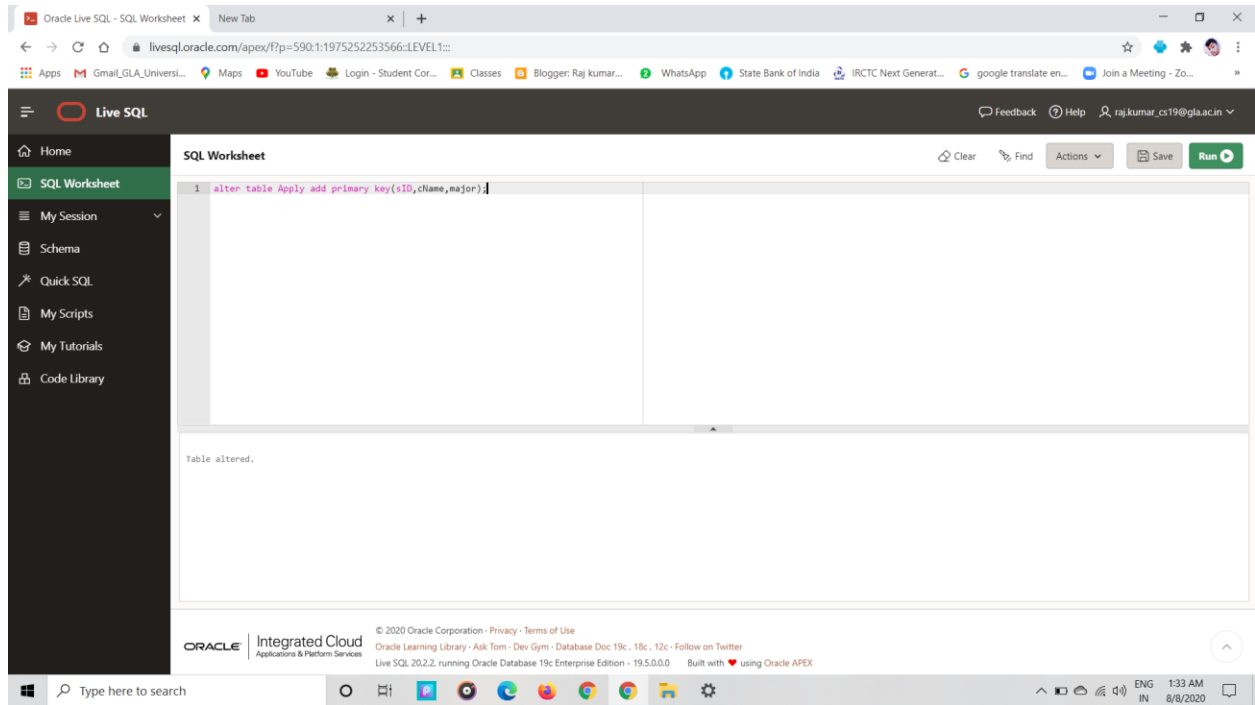 Oracle Live SQL - SQL Worksheet
New Tab
livesql.oracle.com/apex/f?p=590:1:1975252253566::LEVEL1:::
Apps Gmail_GLA_Universi... Maps YouTube Login - Student Cor... Classes Blogger: Raj kumar... 2 WhatsApp State Bank of India IRCTC Next Generat... google translate en... Join a Meeting - Zo... »
Live SQL
Feedback Help raj.kumar_cs19@gla.ac.in
Home
SQL Worksheet
My Session
Schema
Quick SQL
My Scripts
My Tutorials
Code Library
SQL Worksheet
Clear Find Actions Save Run
1 alter table Apply add primary key(sID,cName,major);
Table altered.
ORACLE Integrated Cloud
Applications & Platform Services
© 2020 Oracle Corporation · Privacy · Terms of Use
Oracle Learning Library · Ask Tom · Dev Gym · Database Doc 19c, 18c, 12c · Follow on Twitter
Live SQL 20.2.2, running Oracle Database 19c Enterprise Edition - 19.5.0.0.0 Built with ❤ using Oracle APEX
Type here to search
ENG
IN
1:33 AM
8/8/2020